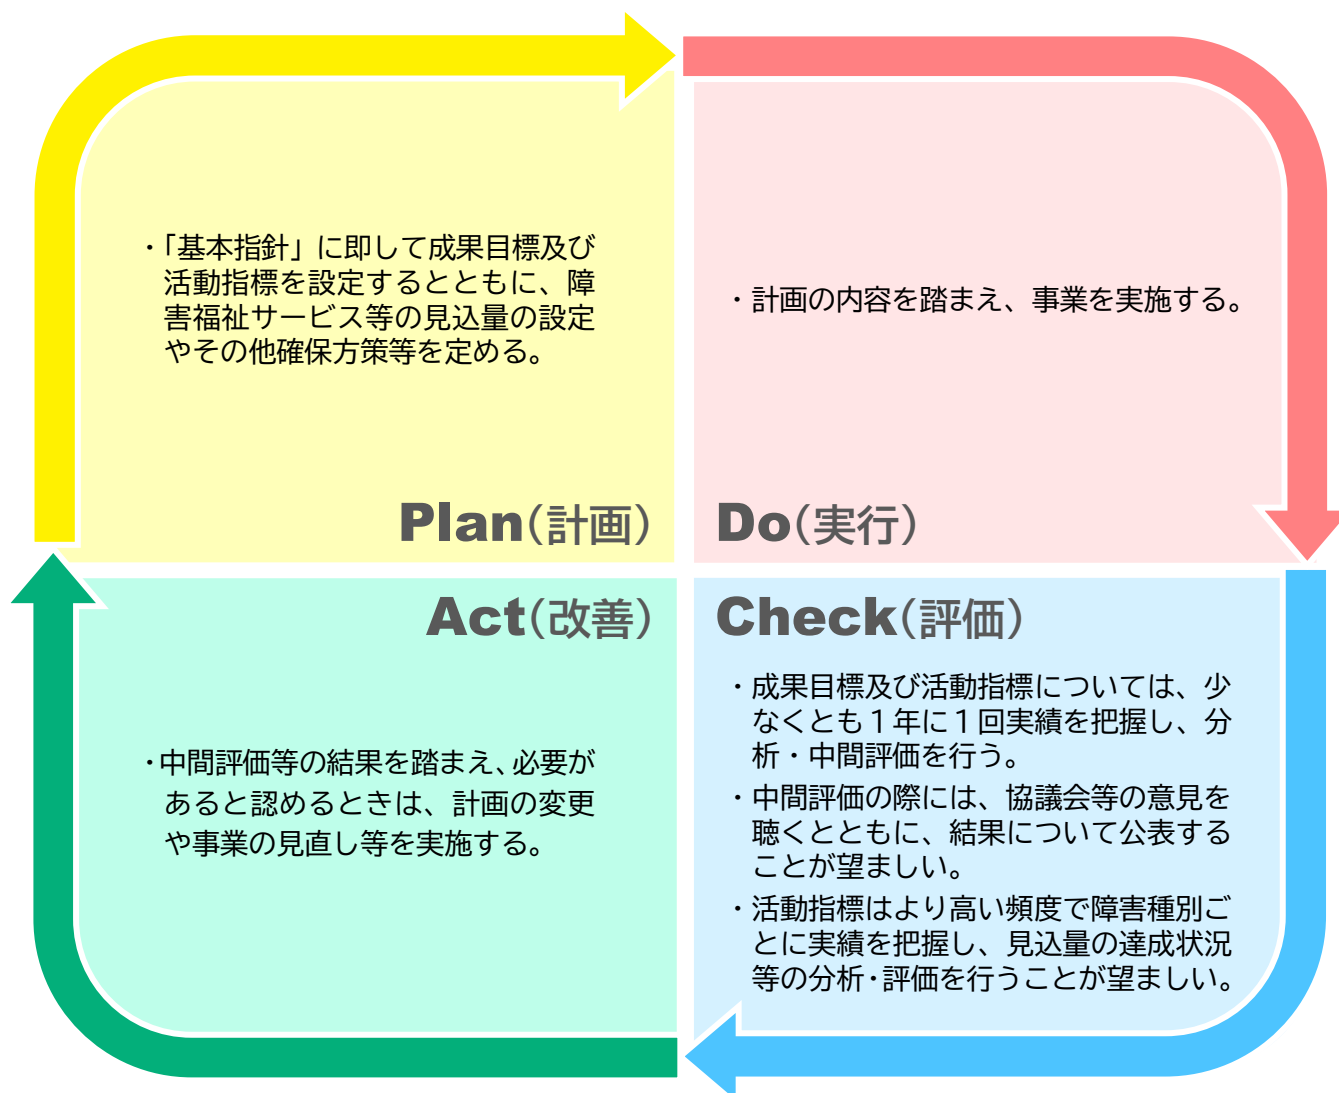 ・「基本指針」に即して成果目標及び
活動指標を設定するとともに、障
害福祉サービス等の見込量の設定
やその他確保方策等を定める。
Plan(計画)
・計画の内容を踏まえ、事業を実施する。
Do(実行)
Act(改善)
・中間評価等の結果を踏まえ、必要が
あると認めるときは、計画の変更
や事業の見直し等を実施する。
Check(評価)
・成果目標及び活動指標については、少
なくとも１年に１回実績を把握し、分
析・中間評価を行う。
・中間評価の際には、協議会等の意見を
聴くとともに、結果について公表する
ことが望ましい。
・活動指標はより高い頻度で障害種別ご
とに実績を把握し、見込量の達成状況
等の分析・評価を行うことが望ましい。